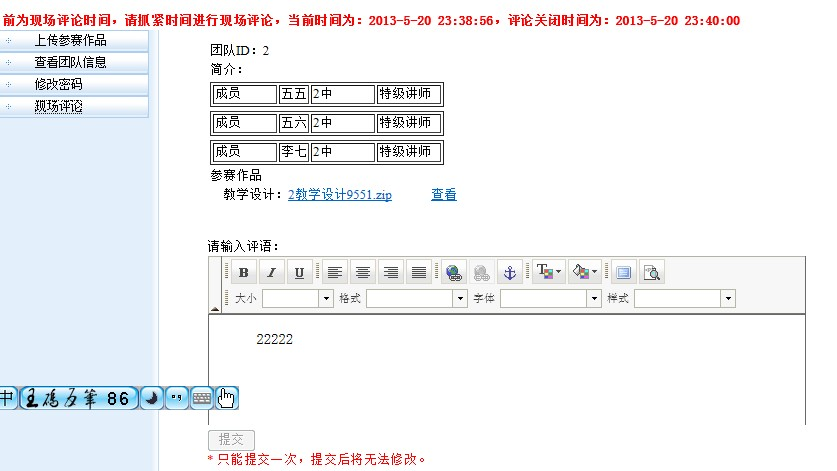 前为现场评论时间，请抓紧时间进行现场评论，当前时间为：2013-5-20 23:38:56，评论关闭时间为：2013-5-20 23:40:00
上传参赛作品
查看团队信息
修改密码
现场评论
团队ID：2
简介：
成员 五五 2中 特级讲师
成员 五六 2中 特级讲师
成员 李七 2中 特级讲师
参赛作品
教学设计：2教学设计9551.zip 查看
请输入评语：
B I U T
大小 格式 字体 样式
22222
中 王码五笔 86
提交
* 只能提交一次，提交后将无法修改。